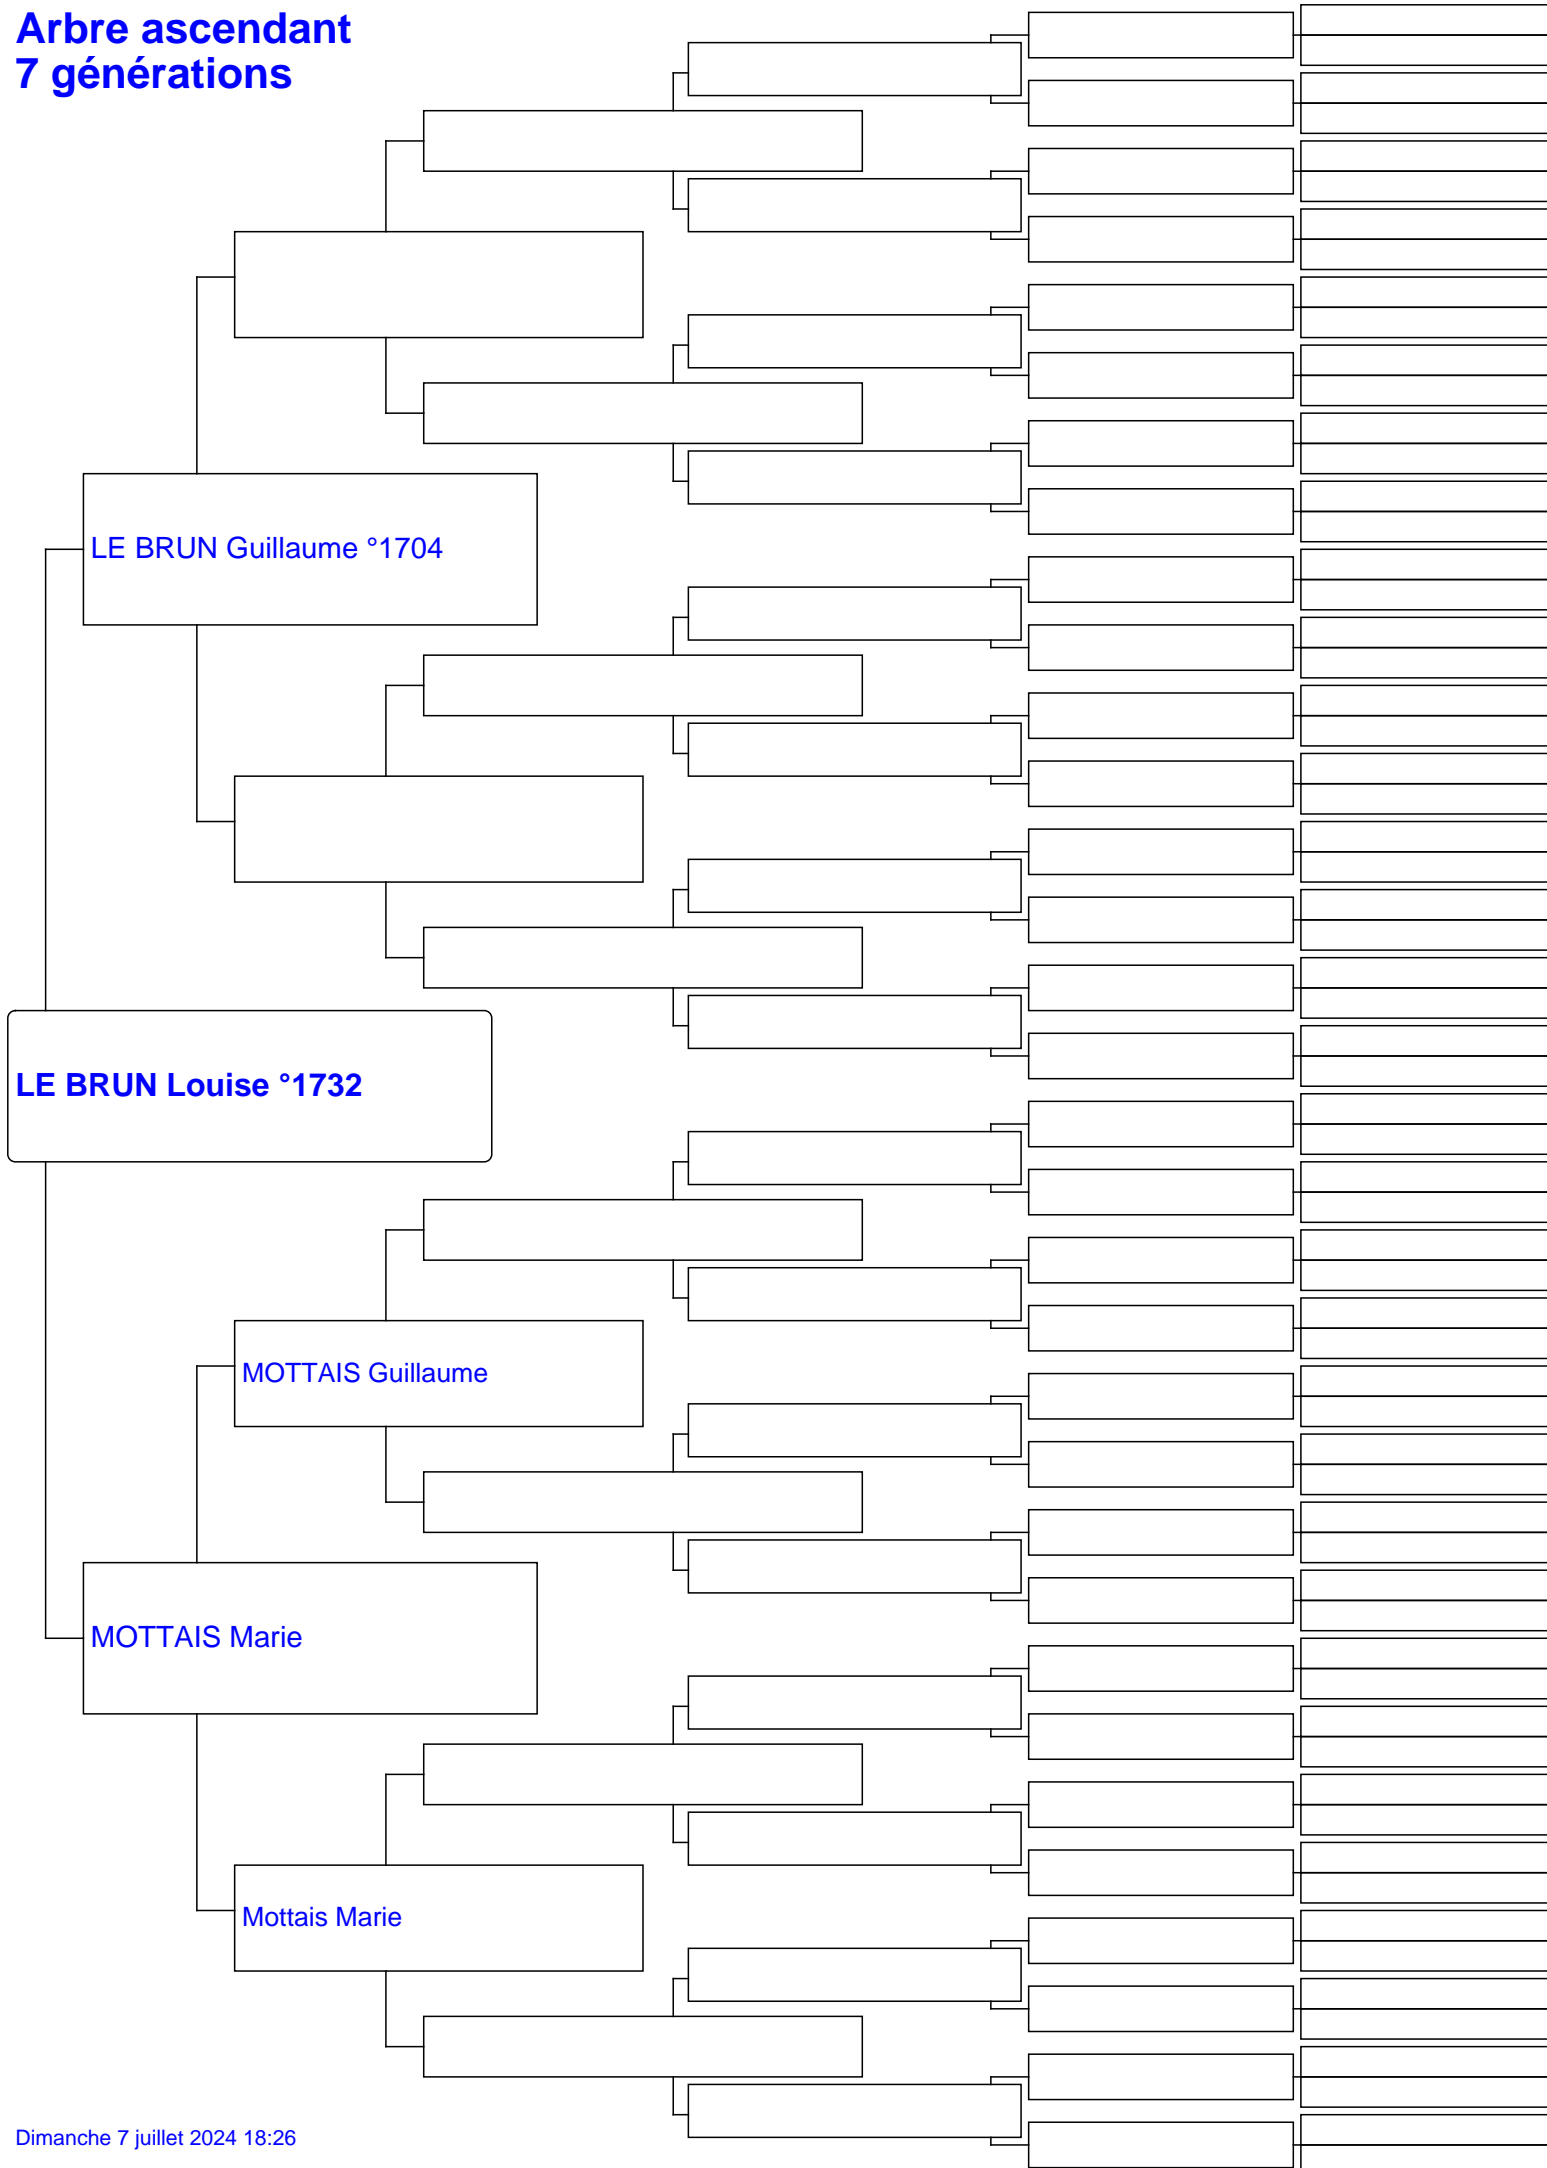 Arbre ascendant
7 générations
LE BRUN Guillaume °1704
LE BRUN Louise °1732
MOTTAIS Guillaume
MOTTAIS Marie
Mottais Marie
Dimanche 7 juillet 2024 18:26